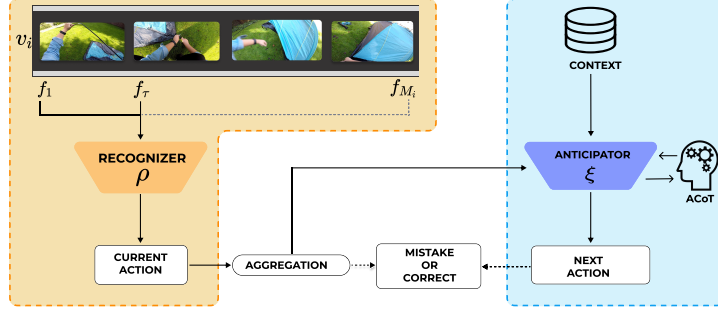 v_i
f_1 f_τ f_{M_i}
RECOGNIZER
ρ
CURRENT
ACTION
AGGREGATION
MISTAKE
OR
CORRECT
CONTEXT
ANTICIPATOR
ξ
ACoT
NEXT
ACTION